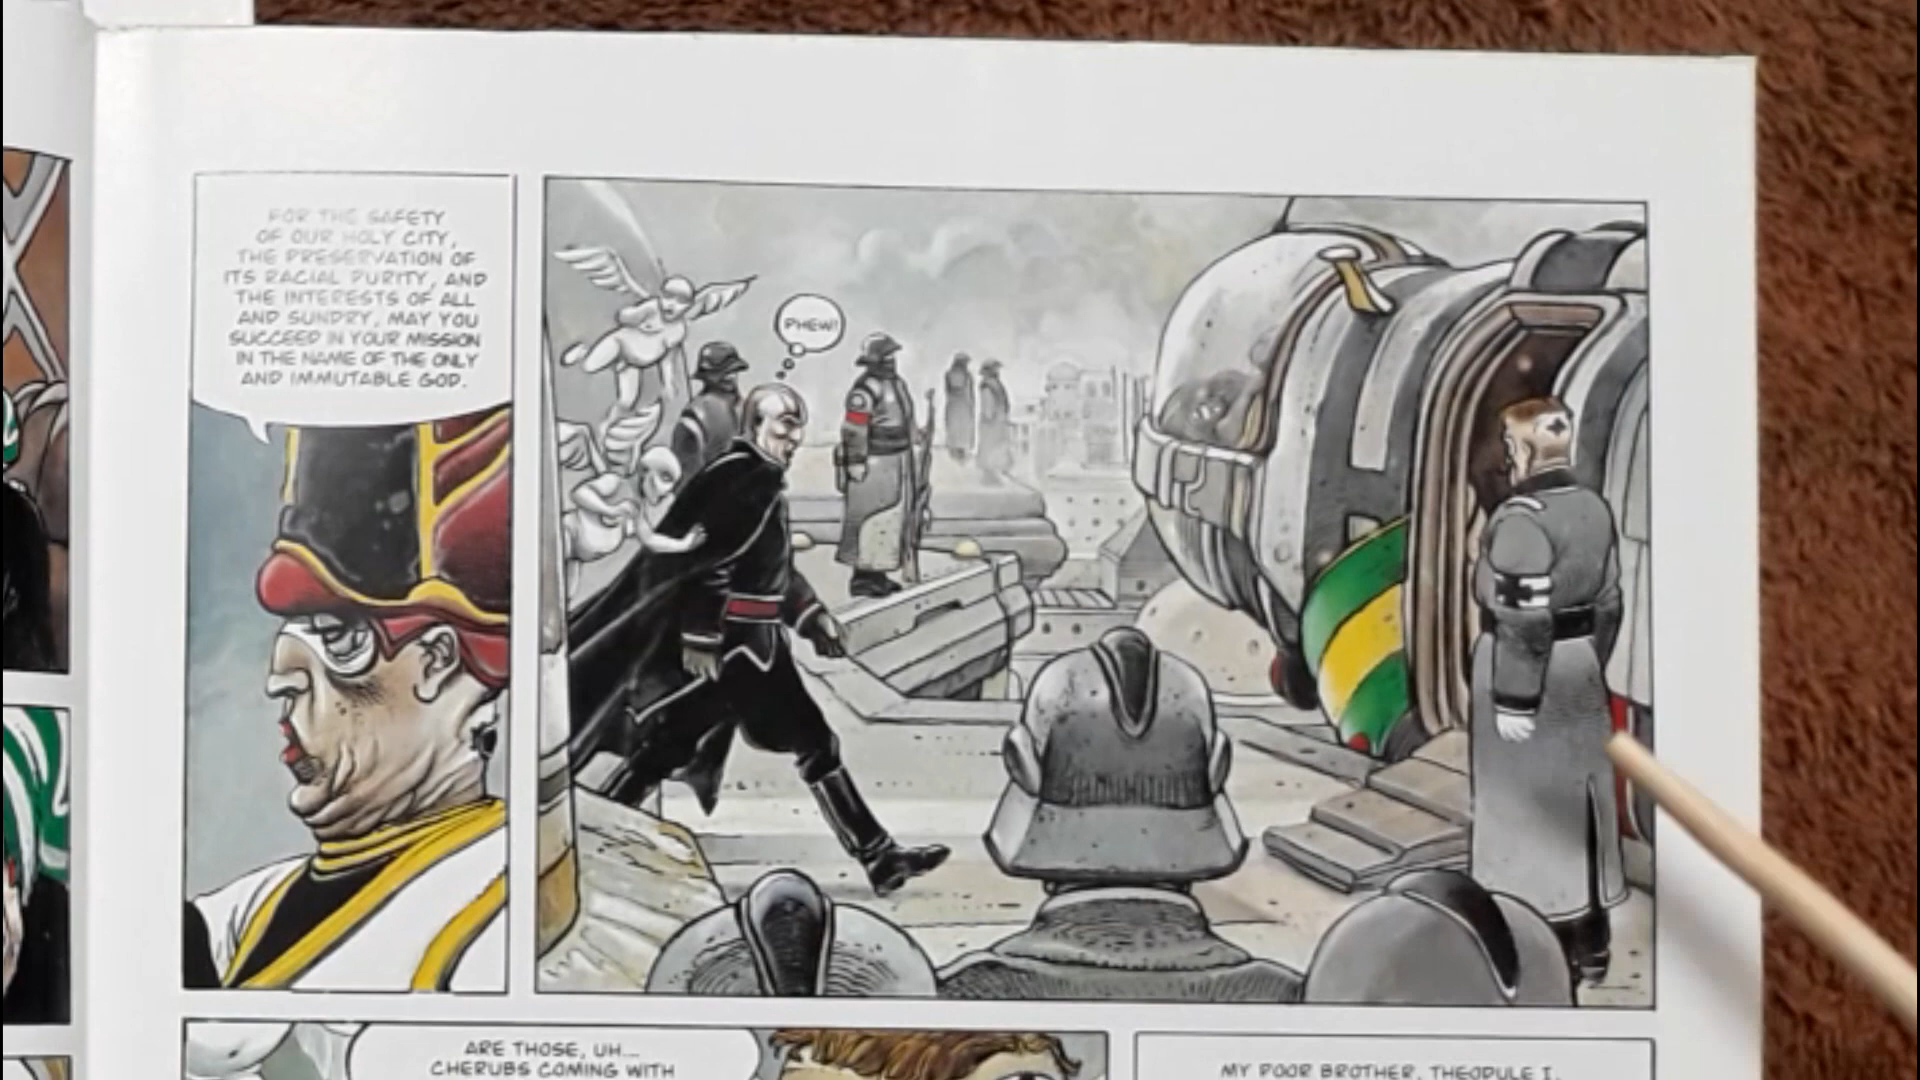 FOR THE SAFETY
OF OUR HOLY CITY,
THE PRESERVATION OF
ITS RACIAL PURITY, AND
THE INTERESTS OF ALL
AND SUNDRY, MAY YOU
SUCCEED IN YOUR MISSION
IN THE NAME OF THE ONLY
AND IMMUTABLE GOD.
PHEW!
ARE THOSE, UH...
CHERUBS COMING WITH
MY POOR BROTHER, THEODULE I,